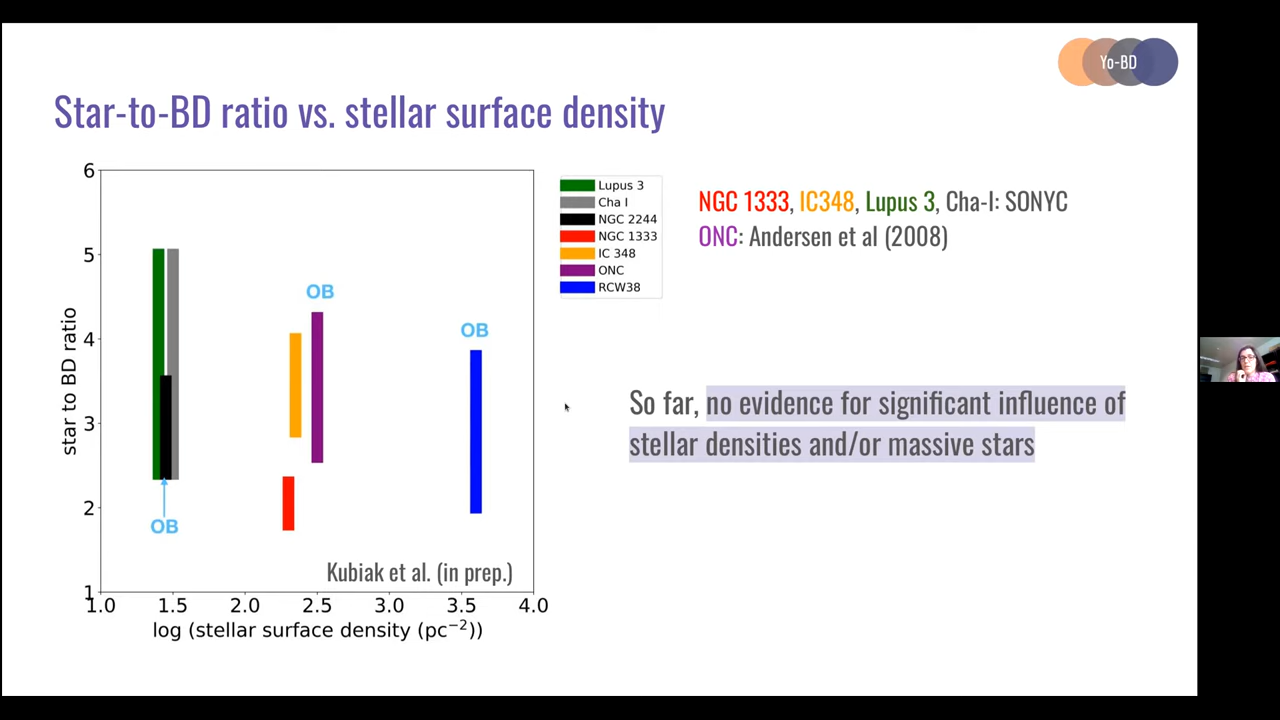 Yo-BD
Star-to-BD ratio vs. stellar surface density
6
5
4
3
2
1
star to BD ratio
OB
OB
OB
Kubiak et al. (in prep.)
1.0 1.5 2.0 2.5 3.0 3.5 4.0
log (stellar surface density (pc⁻²))
Lupus 3
Cha I
NGC 2244
NGC 1333
IC 348
ONC
RCW38
NGC 1333, IC348, Lupus 3, Cha-I: SONYC
ONC: Andersen et al (2008)
So far, no evidence for significant influence of
stellar densities and/or massive stars